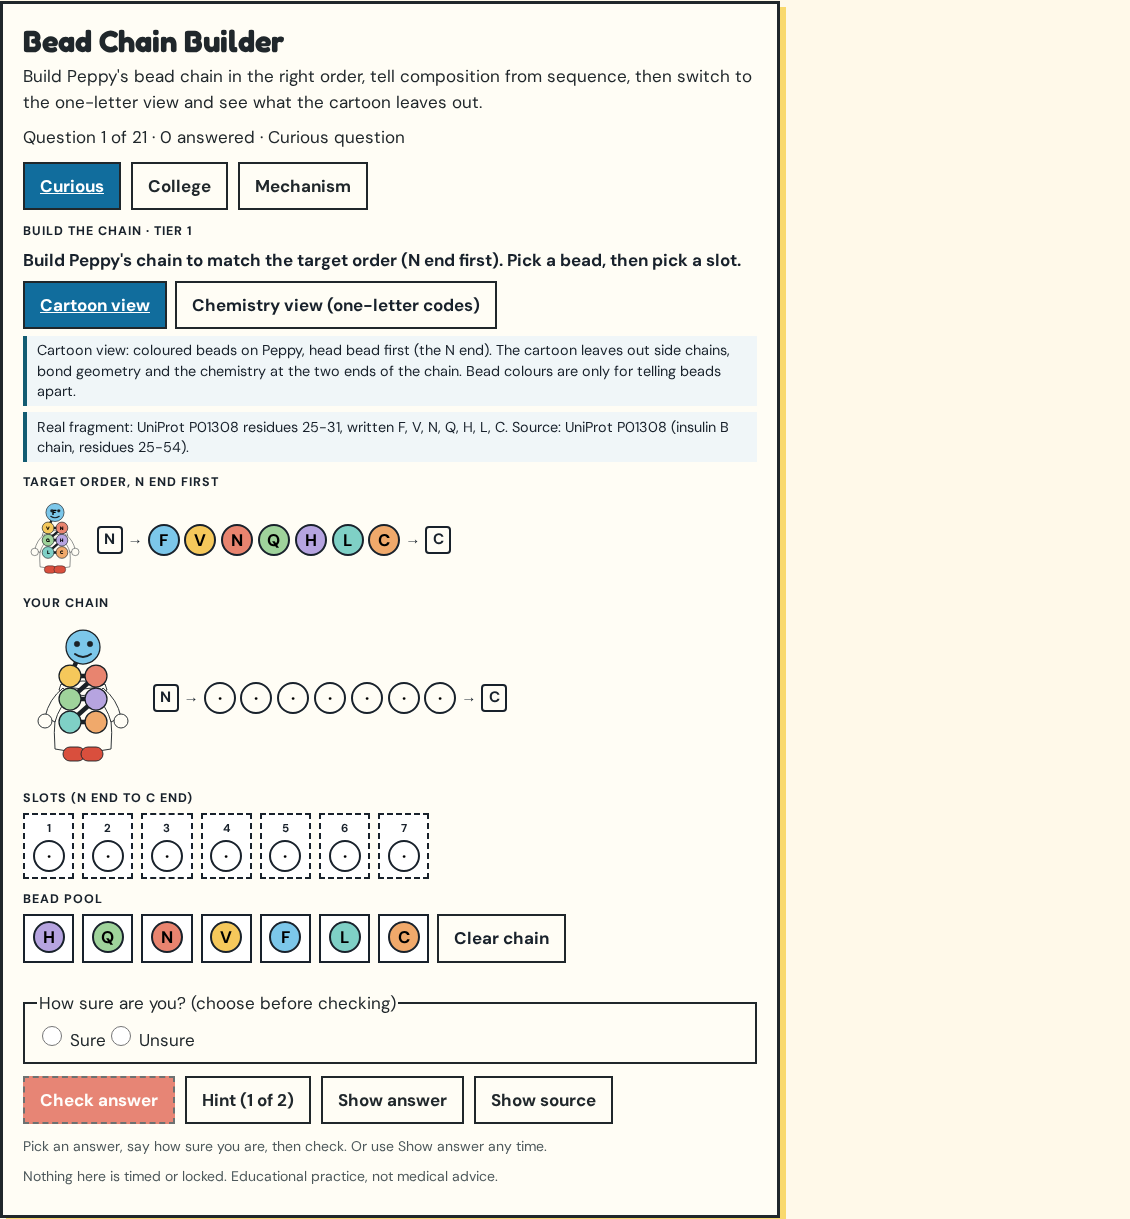 Bead Chain Builder
Build Peppy's bead chain in the right order, tell composition from sequence, then switch to
the one-letter view and see what the cartoon leaves out.
Question 1 of 21 · 0 answered · Curious question
Curious College Mechanism
BUILD THE CHAIN · TIER 1
Build Peppy's chain to match the target order (N end first). Pick a bead, then pick a slot.
Cartoon view Chemistry view (one-letter codes)
Cartoon view: coloured beads on Peppy, head bead first (the N end). The cartoon leaves out side chains,
bond geometry and the chemistry at the two ends of the chain. Bead colours are only for telling beads
apart.
Real fragment: UniProt P01308 residues 25-31, written F, V, N, Q, H, L, C. Source: UniProt P01308 (insulin B
chain, residues 25-54).
TARGET ORDER, N END FIRST
V N
Q H
L C
N → F V N Q H L C → C
YOUR CHAIN
N → · · · · · · · → C
SLOTS (N END TO C END)
1 2 3 4 5 6 7
· · · · · · ·
BEAD POOL
H Q N V F L C Clear chain
How sure are you? (choose before checking)
Sure Unsure
Check answer Hint (1 of 2) Show answer Show source
Pick an answer, say how sure you are, then check. Or use Show answer any time.
Nothing here is timed or locked. Educational practice, not medical advice.